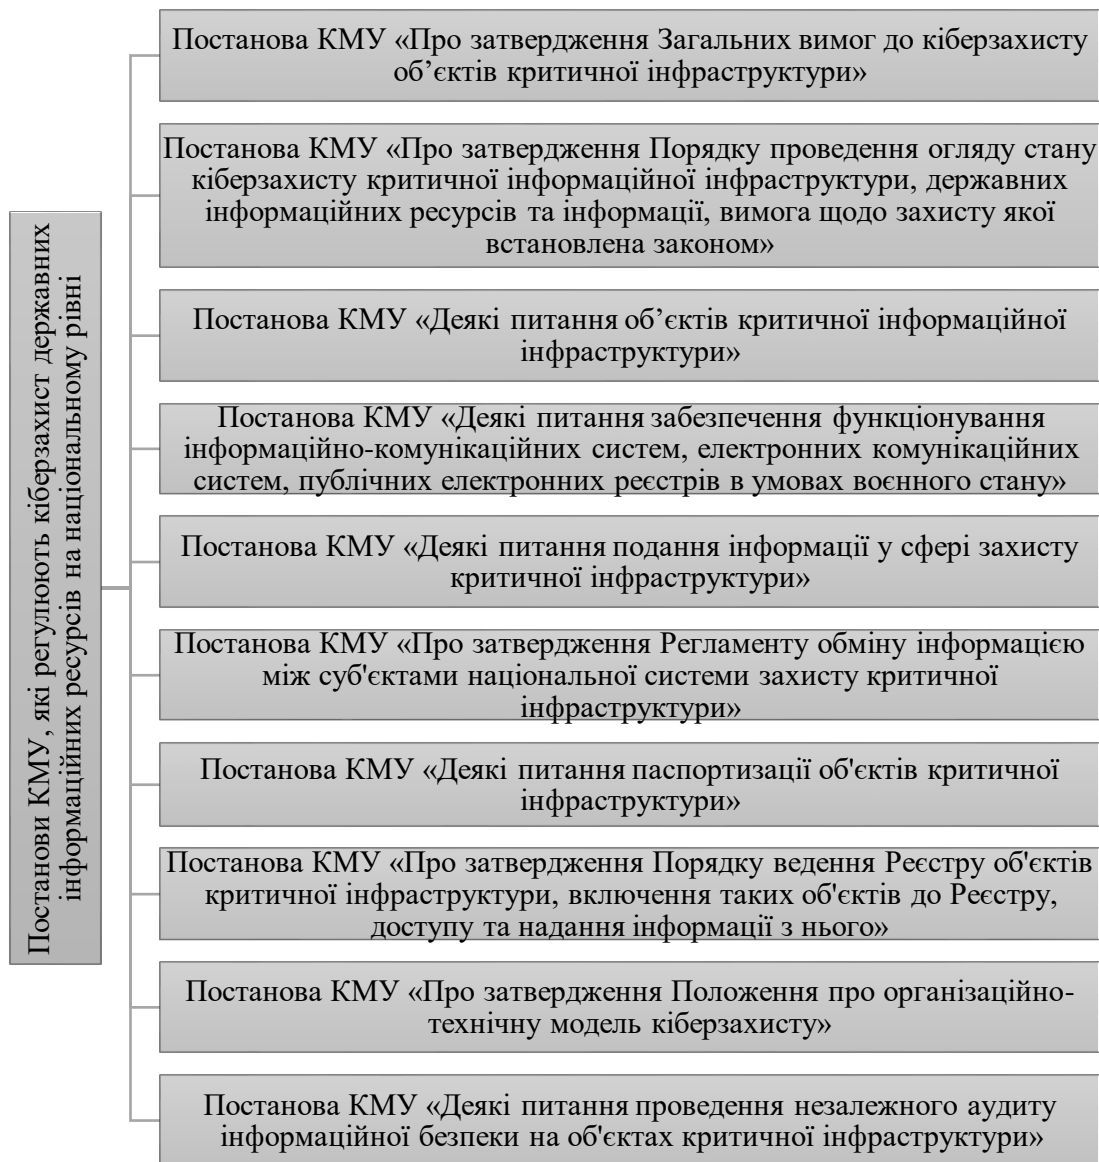 Постанови КМУ, які регулюють кіберзахист державних
інформаційних ресурсів на національному рівні
Постанова КМУ «Про затвердження Загальних вимог до кіберзахисту
об’єктів критичної інфраструктури»
Постанова КМУ «Про затвердження Порядку проведення огляду стану
кіберзахисту критичної інформаційної інфраструктури, державних
інформаційних ресурсів та інформації, вимога щодо захисту якої
встановлена законом»
Постанова КМУ «Деякі питання об’єктів критичної інформаційної
інфраструктури»
Постанова КМУ «Деякі питання забезпечення функціонування
інформаційно-комунікаційних систем, електронних комунікаційних
систем, публічних електронних реєстрів в умовах воєнного стану»
Постанова КМУ «Деякі питання подання інформації у сфері захисту
критичної інфраструктури»
Постанова КМУ «Про затвердження Регламенту обміну інформацією
між суб'єктами національної системи захисту критичної
інфраструктури»
Постанова КМУ «Деякі питання паспортизації об'єктів критичної
інфраструктури»
Постанова КМУ «Про затвердження Порядку ведення Реєстру об'єктів
критичної інфраструктури, включення таких об'єктів до Реєстру,
доступу та надання інформації з нього»
Постанова КМУ «Про затвердження Положення про організаційно-
технічну модель кіберзахисту»
Постанова КМУ «Деякі питання проведення незалежного аудиту
інформаційної безпеки на об'єктах критичної інфраструктури»